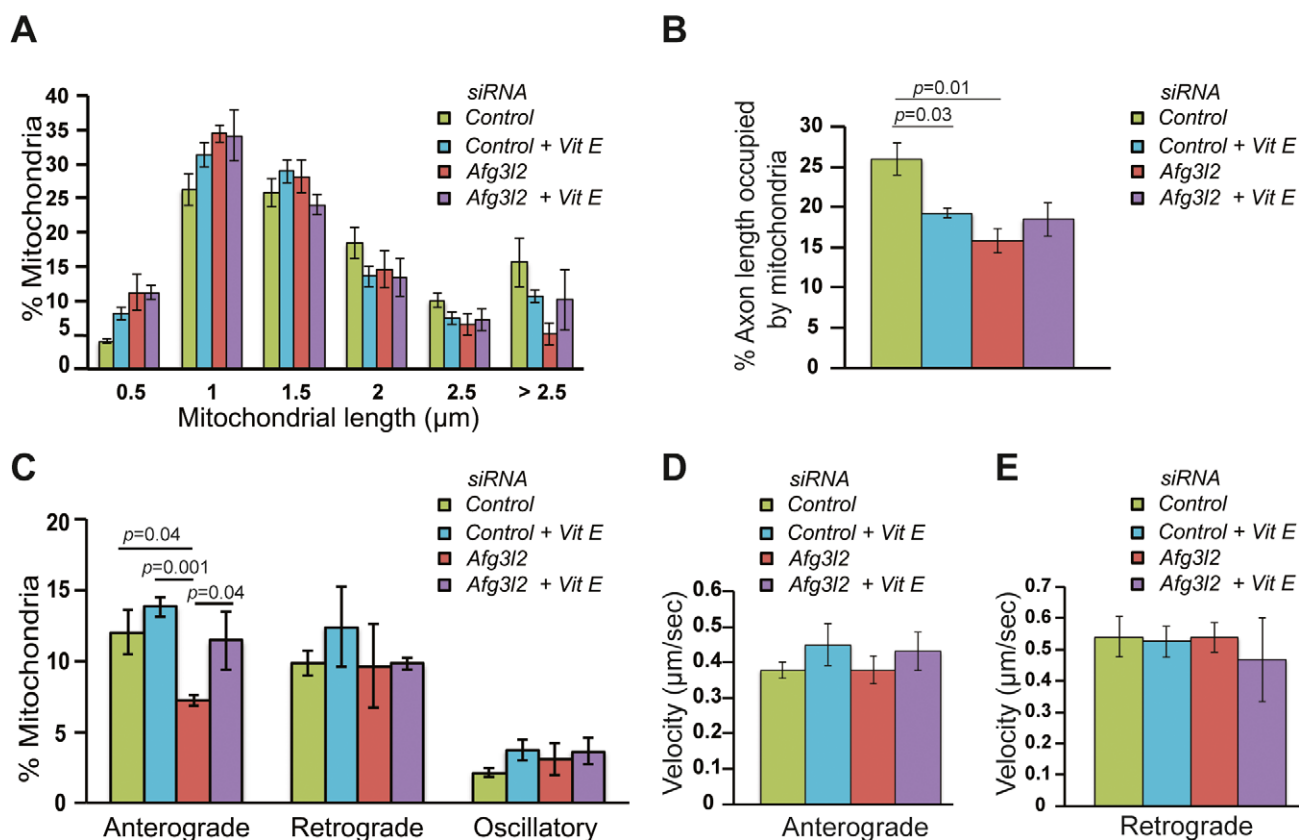 A
siRNA
Control
Control + Vit E
Afg3l2
Afg3l2 + Vit E
% Mitochondria
40
35
30
25
20
15
10
5
0
0.5 1 1.5 2 2.5 > 2.5
Mitochondrial length (µm)
B
siRNA
Control
Control + Vit E
Afg3l2
Afg3l2 + Vit E
p=0.01
p=0.03
% Axon length occupied
by mitochondria
30
25
20
15
10
5
0
C
siRNA
Control
Control + Vit E
Afg3l2
Afg3l2 + Vit E
% Mitochondria
20
15
10
5
0
p=0.04
p=0.001
p=0.04
Anterograde Retrograde Oscillatory
D
siRNA
Control
Control + Vit E
Afg3l2
Afg3l2 + Vit E
Velocity (µm/sec)
0.6
0.5
0.4
0.3
0.2
0.1
0
Anterograde
E
siRNA
Control
Control + Vit E
Afg3l2
Afg3l2 + Vit E
Velocity (µm/sec)
0.7
0.6
0.5
0.4
0.3
0.2
0.1
0
Retrograde